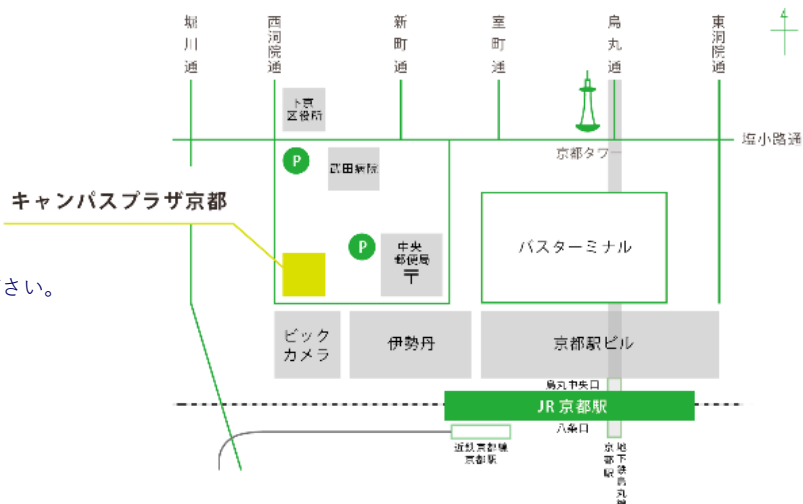 堀川通
西洞院通
新町通
室町通
烏丸通
東洞院通
下京
区役所
塩小路通
京都タワー
P
武田病院
キャンパスプラザ京都
P
中央
郵便局
〒
バスターミナル
さい。
ビック
カメラ
伊勢丹
京都駅ビル
烏丸中央口
JR 京都駅
八条口
近鉄京都線
京都駅
地下鉄烏丸線
京都駅